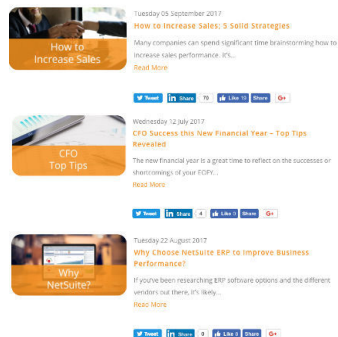 Tuesday 05 September 2017
How to Increase Sales: 5 Solid Strategies
How to
Increase Sales
Many companies can spend significant time brainstorming how to
increase sales performance. It's...
Read More
Tweet
in Share
70
Like 13
Share
G+
Wednesday 12 July 2017
CFO Success this New Financial Year – Top Tips
Revealed
CFO
Top Tips
The new financial year is a great time to reflect on the successes or
shortcomings of your EOFY...
Read More
Tweet
in Share
4
Like 0
Share
G+
Tuesday 22 August 2017
Why Choose NetSuite ERP to Improve Business
Performance?
Why
NetSuite?
If you've been researching ERP software options and the different
vendors out there, it's likely...
Read More
Tweet
in Share
0
Like 0
Share
G+